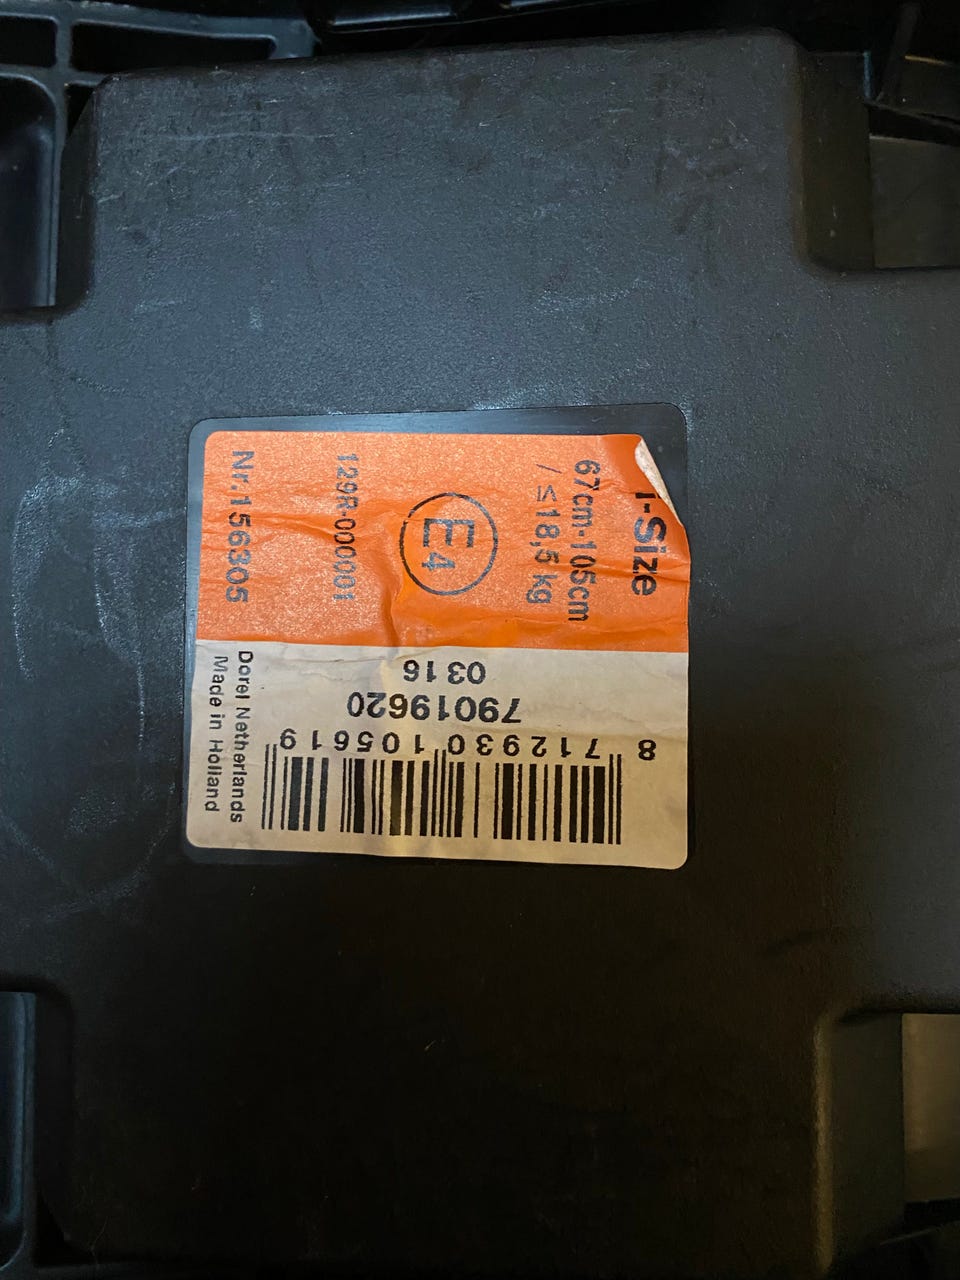 i-Size
67cm-105cm
/ ≤18,5 kg
E4
129R-000001
Nr.156305
Dorel Netherlands
Made in Holland
0316
79019620
8 712930 105619